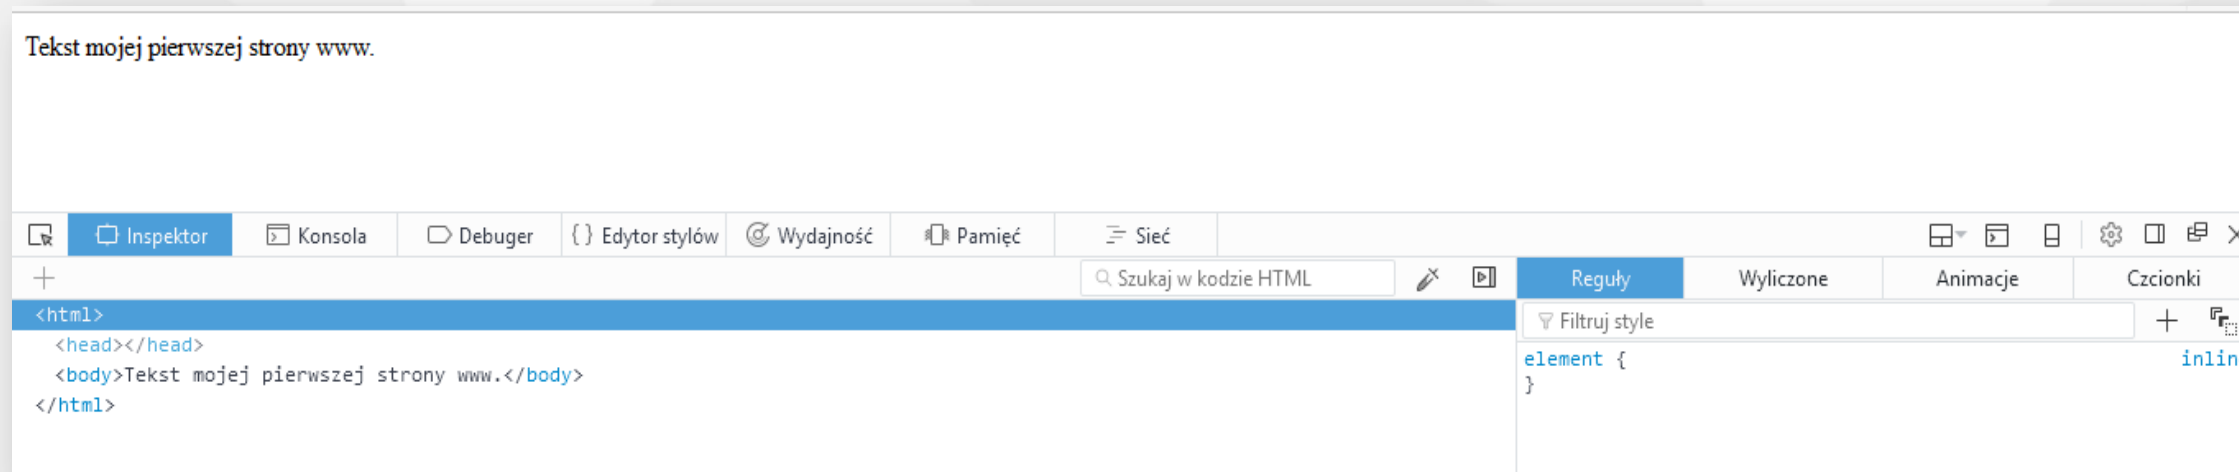 Tekst mojej pierwszej strony www.
Inspektor Konsola Debuger { } Edytor stylów Wydajność Pamięć Sieć
+ Szukaj w kodzie HTML Reguły Wyliczone Animacje Czcionki
<html> Filtruj style +
<head></head> element { inlin
<body>Tekst mojej pierwszej strony www.</body> }
</html>